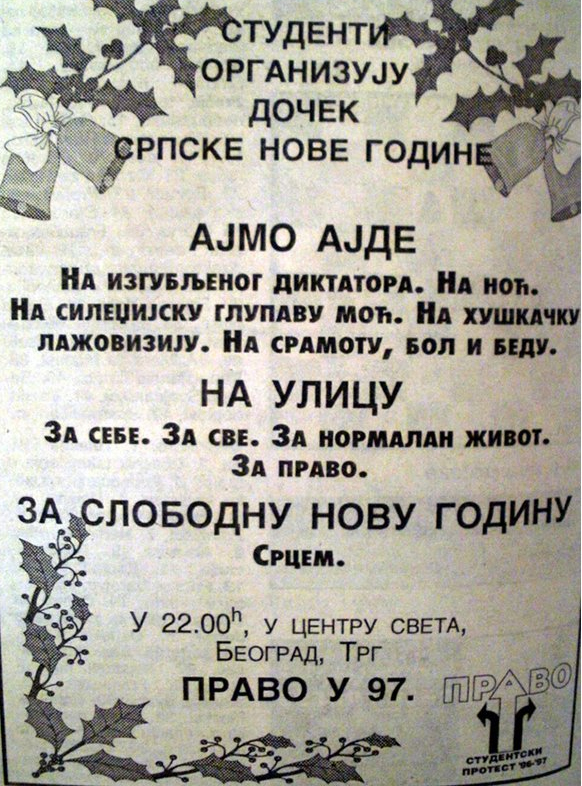 СТУДЕНТИ
ОРГАНИЗУЈУ
ДОЧЕК
СРПСКЕ НОВЕ ГОДИНЕ
АЈМО АЈДЕ
НА ИЗГУБЉЕНОГ ДИКТАТОРА. НА НОЋ.
НА СИЛЕЏИЈСКУ ГЛУПАВУ МОЋ. НА ХУШКАЧКУ
ЛАЖОВИЗИЈУ. НА СРАМОТУ, БОЛ И БЕДУ.
НА УЛИЦУ
ЗА СЕБЕ. ЗА СВЕ. ЗА НОРМАЛАН ЖИВОТ.
ЗА ПРАВО.
ЗА СЛОБОДНУ НОВУ ГОДИНУ
СРЦЕМ.
У 22.00h, У ЦЕНТРУ СВЕТА,
БЕОГРАД, ТРГ
ПРАВО У 97.
ПРАВО
СТУДЕНТСКИ
ПРОТЕСТ '96-'97